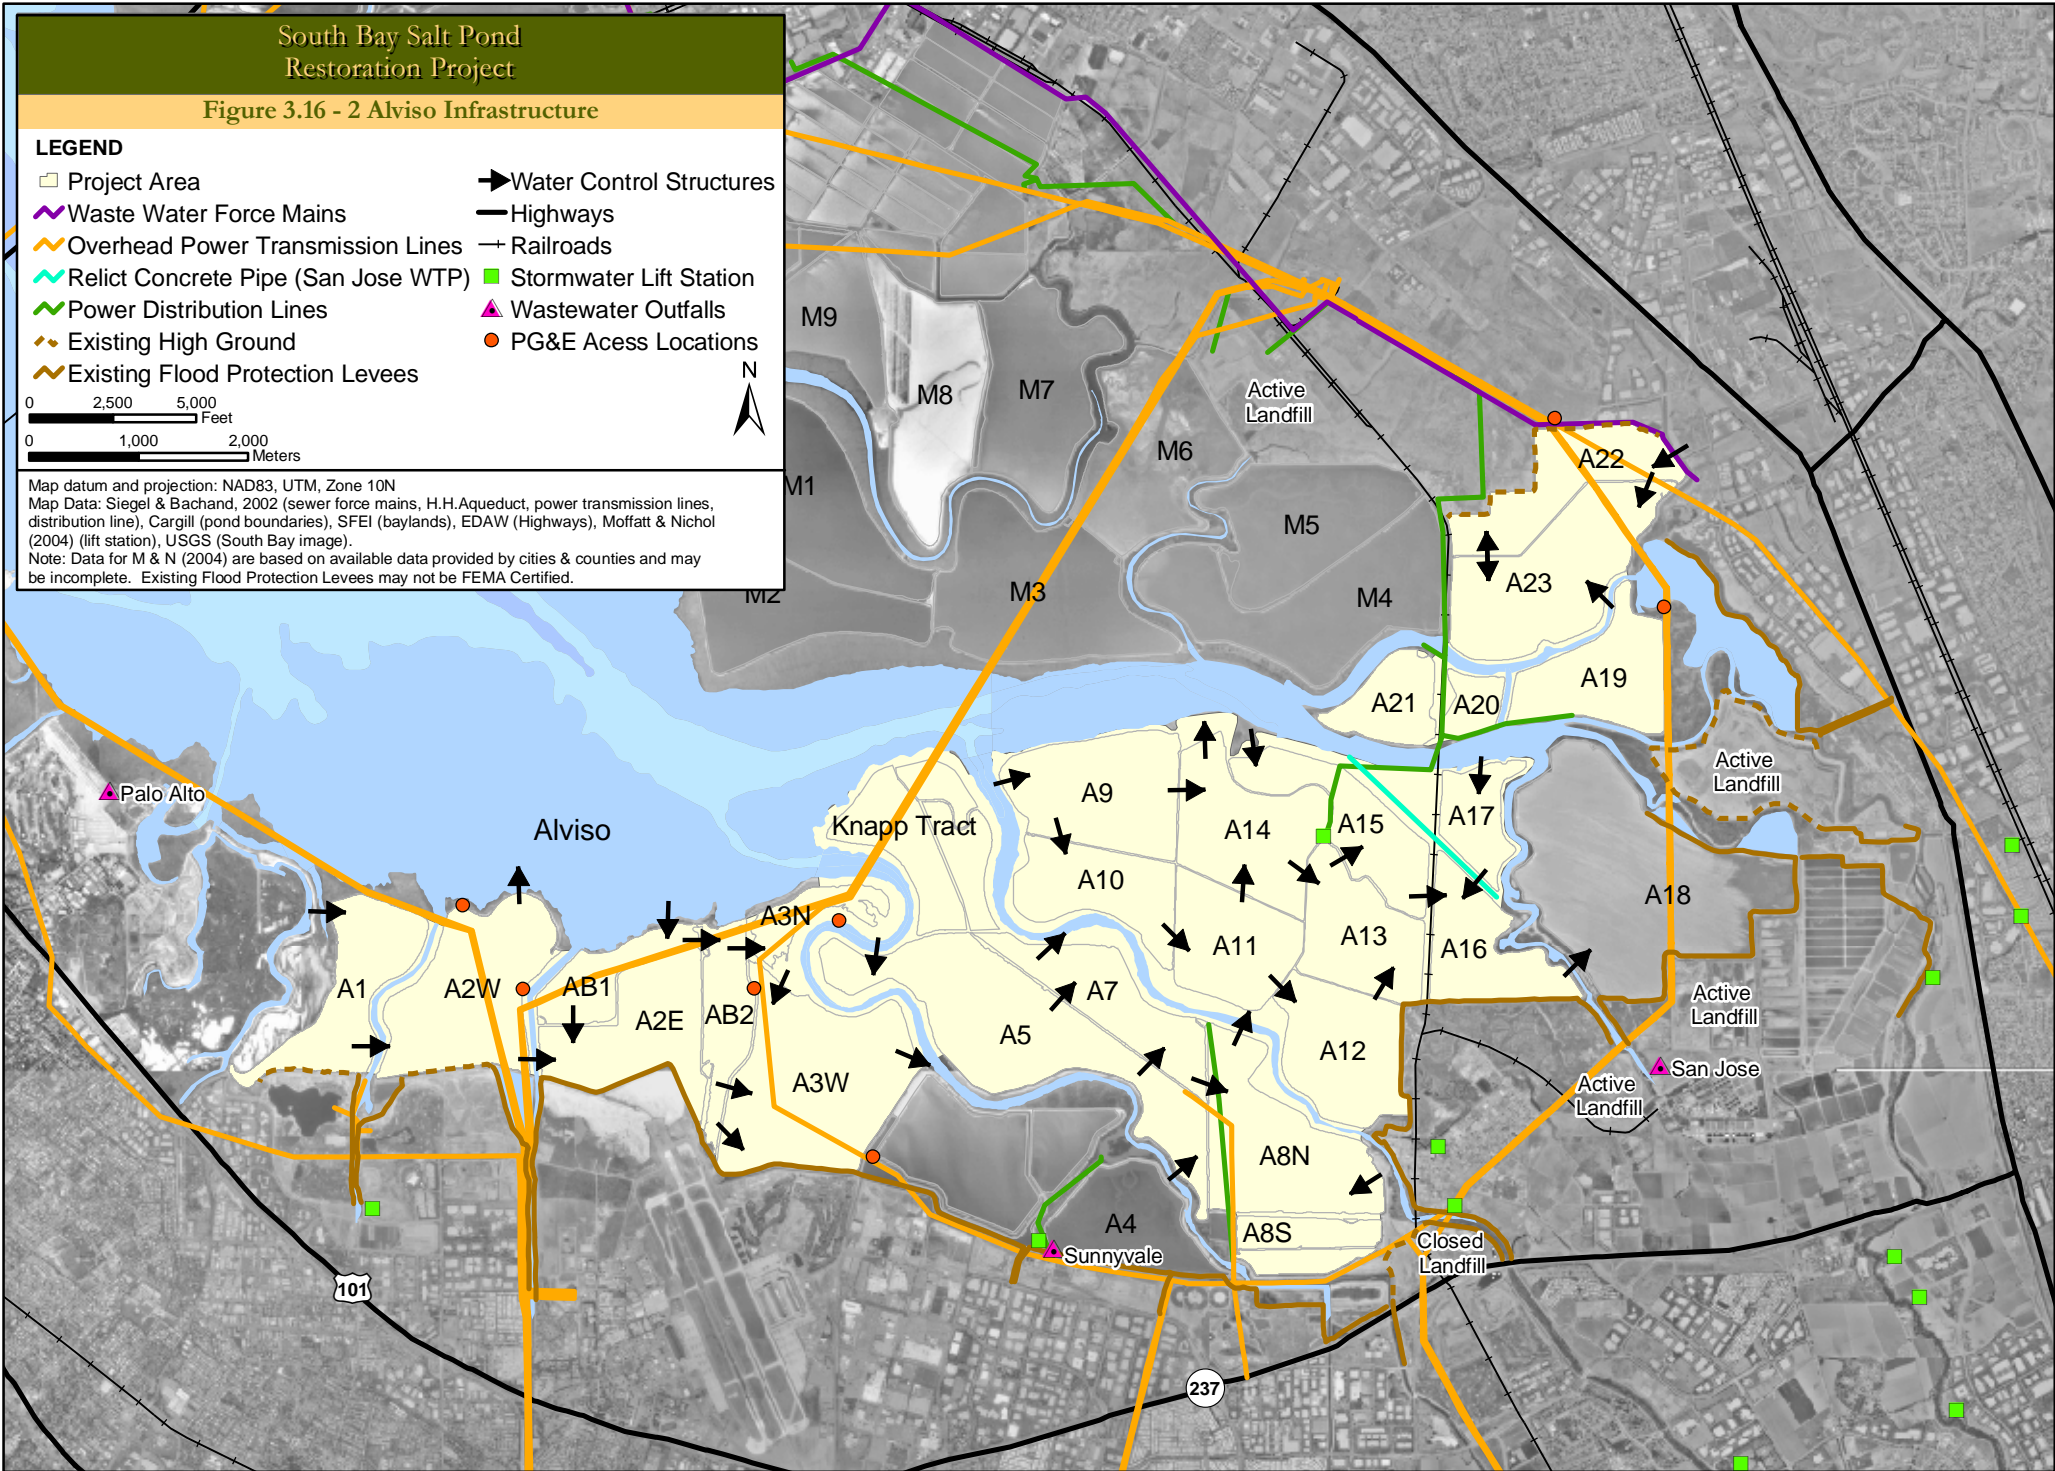 South Bay Salt Pond
Restoration Project
Figure 3.16 - 2 Alviso Infrastructure
LEGEND
Project Area
Waste Water Force Mains
Overhead Power Transmission Lines
Relict Concrete Pipe (San Jose WTP)
Power Distribution Lines
Existing High Ground
Existing Flood Protection Levees
Water Control Structures
Highways
Railroads
Stormwater Lift Station
Wastewater Outfalls
PG&E Acess Locations
N
0 2,500 5,000
Feet
0 1,000 2,000
Meters
Map datum and projection: NAD83, UTM, Zone 10N
Map Data: Siegel & Bachand, 2002 (sewer force mains, H.H.Aqueduct, power transmission lines,
distribution line), Cargill (pond boundaries), SFEI (baylands), EDAW (Highways), Moffatt & Nichol
(2004) (lift station), USGS (South Bay image).
Note: Data for M & N (2004) are based on available data provided by cities & counties and may
be incomplete. Existing Flood Protection Levees may not be FEMA Certified.
M9
M8
M7
M6
Active
Landfill
M1
M5
M2
M3
M4
A22
A23
A19
A21
A20
Active
Landfill
Palo Alto
Alviso
Knapp Tract
A9
A14
A15
A17
A10
A18
A3N
A11
A13
A16
A1
A2W
AB1
A2E
AB2
A7
A5
A12
Active
Landfill
A3W
San Jose
Active
Landfill
A8N
A4
A8S
Sunnyvale
Closed
Landfill
101
237